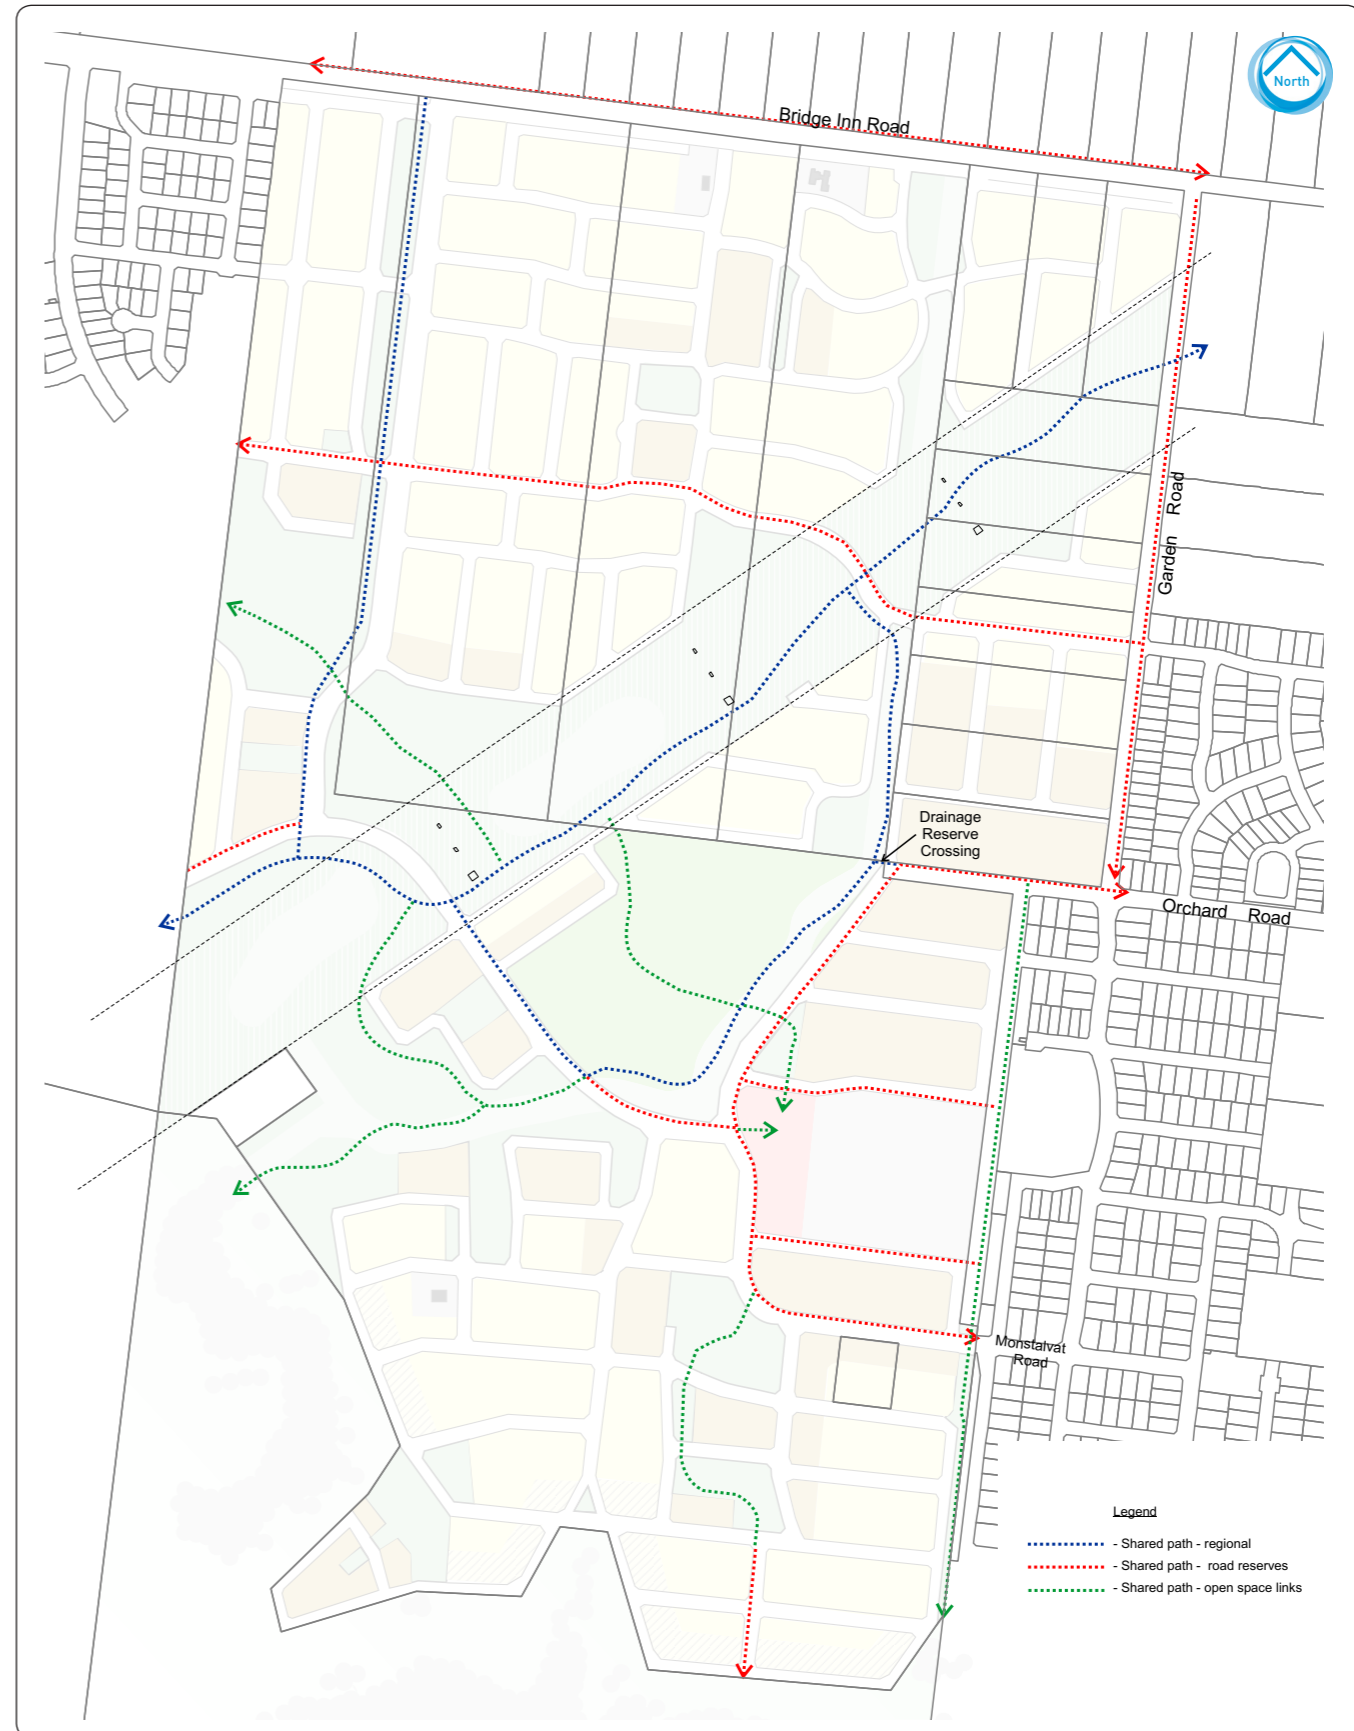 North
Bridge Inn Road
Garden Road
Drainage
Reserve
Crossing
Orchard Road
Monstalvat
Road
Legend
- Shared path - regional
- Shared path - road reserves
- Shared path - open space links